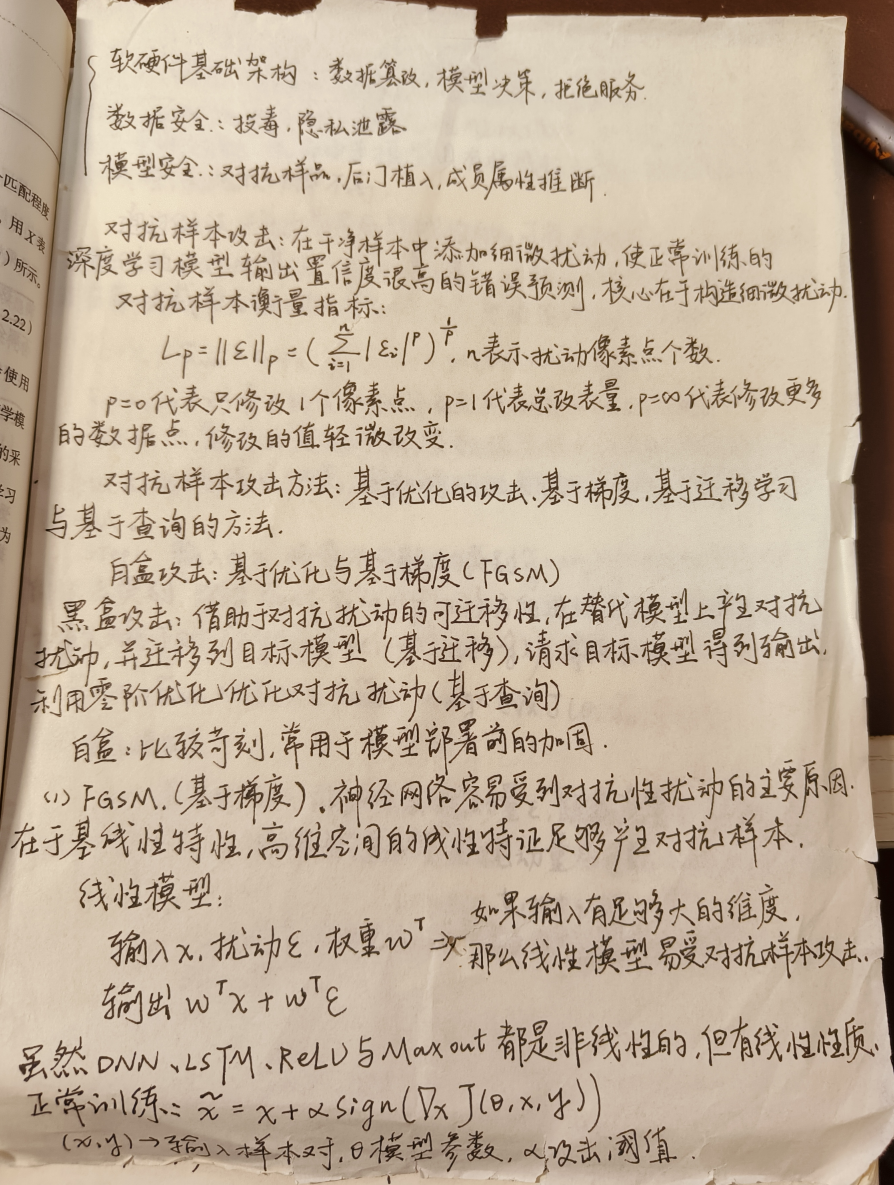 软硬件基础架构：数据篡改，模型决策，拒绝服务.
数据安全：投毒，隐私泄露
模型安全：对抗样品，后门植入，成员属性推断.
对抗样本攻击：在干净样本中添加细微扰动，使正常训练的
深度学习模型输出置信度很高的错误预测，核心在于构造细微扰动.
对抗样本衡量指标：
Lp=||ε||p=(∑ⁿᵢ₌₁|εi|^p)^(1/p)，n表示扰动像素点个数.
p=0代表只修改1个像素点，p=1代表总改表量，p=∞代表修改更多
的数据点，修改的值轻微改变.
对抗样本攻击方法：基于优化的攻击、基于梯度，基于迁移学习
与基于查询的方法.
白盒攻击：基于优化与基于梯度(FGSM)
黑盒攻击：借助于对抗扰动的可迁移性，在替代模型上产生对抗
扰动，并迁移到目标模型（基于迁移），请求目标模型得到输出，
利用零阶优化优化对抗扰动(基于查询)
白盒：比较苛刻，常用于模型部署前的加固.
(1) FGSM.(基于梯度).神经网络容易受到对抗性扰动的主要原因
在于基线性特性，高维空间的线性特征足够产生对抗样本.
线性模型：
输入x，扰动ε，权重wᵀ ⇒
输出wᵀx+wᵀε
如果输入有足够大的维度，
那么线性模型易受对抗样本攻击.
虽然DNN、LSTM、ReLU与Maxout都是非线性的，但有线性性质.
正常训练：x̃=x+αsign(∇xJ(θ,x,y))
(x,y)→输入样本对，θ模型参数，α攻击阈值.
匹配程度
，用X表
）所示。
2.22)
使用
学模
的采
学习
为